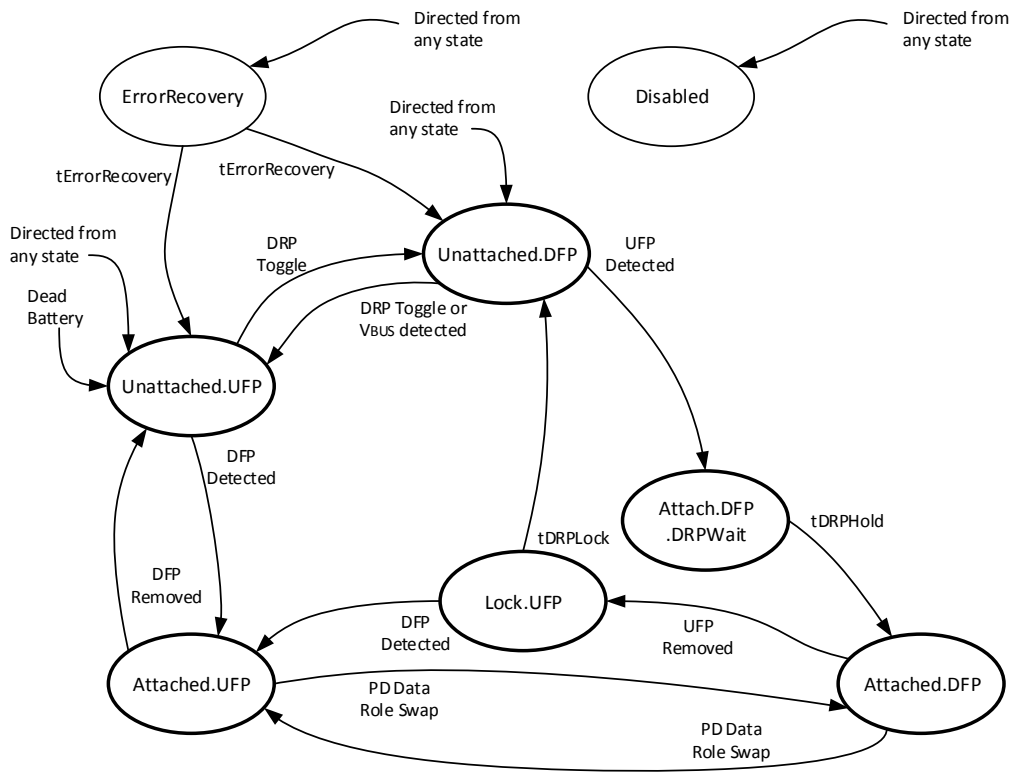 Directed from
any state
Directed from
any state
ErrorRecovery
Disabled
Directed from
any state
tErrorRecovery
tErrorRecovery
Directed from
any state
DRP
Toggle
Unattached.DFP
UFP
Detected
Dead
Battery
DRP Toggle or
VBUS detected
Unattached.UFP
DFP
Detected
Attach.DFP
.DRPWait
tDRPHold
tDRPLock
DFP
Removed
Lock.UFP
DFP
Detected
UFP
Removed
Attached.UFP
Attached.DFP
PD Data
Role Swap
PD Data
Role Swap